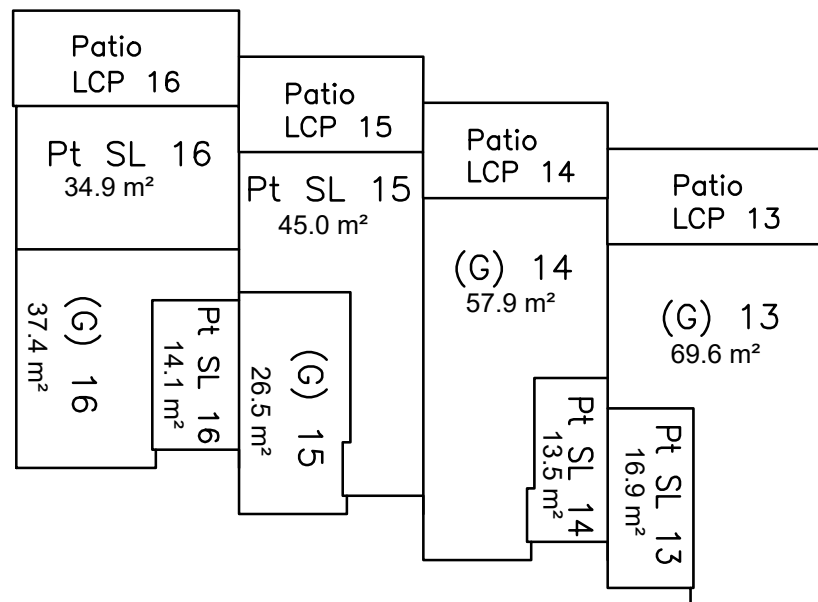 Patio
LCP 16
Pt SL 16
34.9 m²
(G) 16
37.4 m²
Pt SL 16
14.1 m²
Patio
LCP 15
Pt SL 15
45.0 m²
(G) 15
26.5 m²
Patio
LCP 14
(G) 14
57.9 m²
Pt SL 14
13.5 m²
Patio
LCP 13
(G) 13
69.6 m²
Pt SL 13
16.9 m²